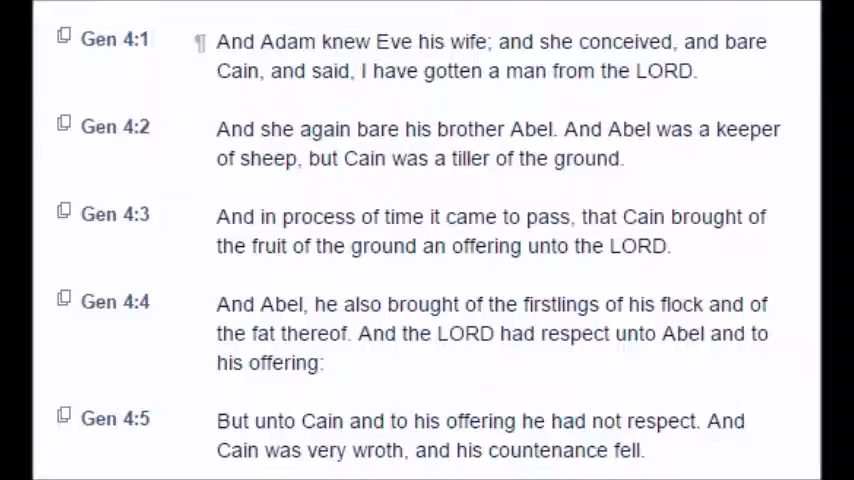 Gen 4:1 ¶ And Adam knew Eve his wife; and she conceived, and bare
Cain, and said, I have gotten a man from the LORD.
Gen 4:2 And she again bare his brother Abel. And Abel was a keeper
of sheep, but Cain was a tiller of the ground.
Gen 4:3 And in process of time it came to pass, that Cain brought of
the fruit of the ground an offering unto the LORD.
Gen 4:4 And Abel, he also brought of the firstlings of his flock and of
the fat thereof. And the LORD had respect unto Abel and to
his offering:
Gen 4:5 But unto Cain and to his offering he had not respect. And
Cain was very wroth, and his countenance fell.